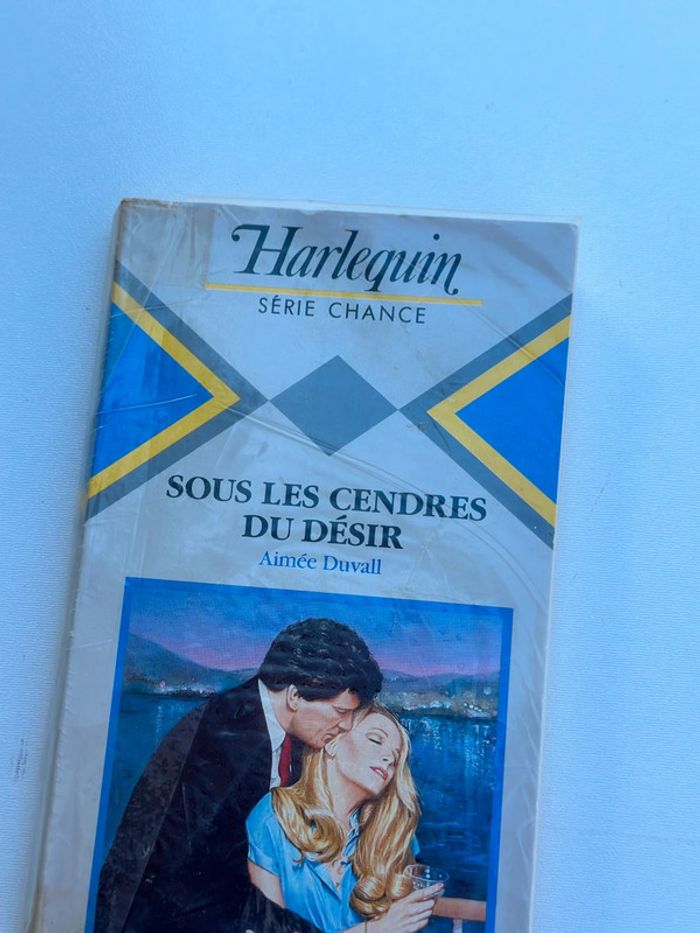 Harlequin
SÉRIE CHANCE
SOUS LES CENDRES
DU DÉSIR
Aimée Duvall